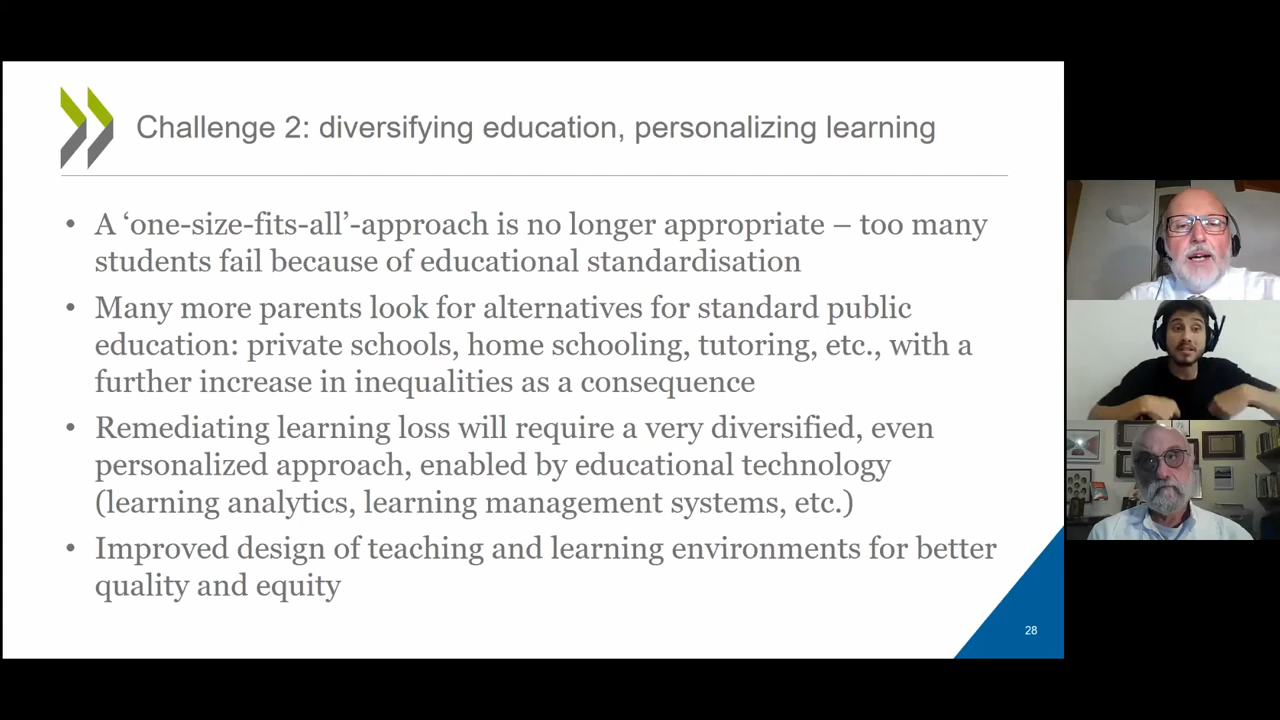 Challenge 2: diversifying education, personalizing learning
• A ‘one-size-fits-all’-approach is no longer appropriate – too many
students fail because of educational standardisation
• Many more parents look for alternatives for standard public
education: private schools, home schooling, tutoring, etc., with a
further increase in inequalities as a consequence
• Remediating learning loss will require a very diversified, even
personalized approach, enabled by educational technology
(learning analytics, learning management systems, etc.)
• Improved design of teaching and learning environments for better
quality and equity
28